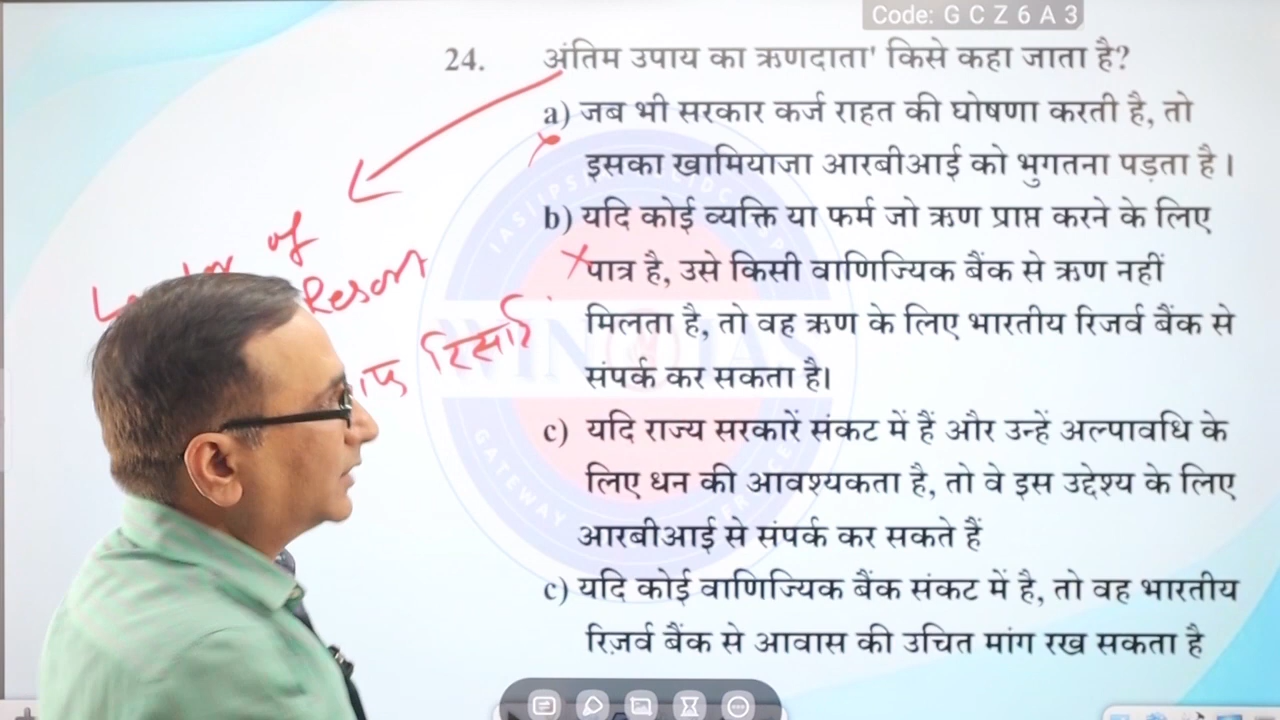 Code: G C Z 6 A 3
24. अंतिम उपाय का ऋणदाता' किसे कहा जाता है?
a) जब भी सरकार कर्ज राहत की घोषणा करती है, तो
इसका खामियाजा आरबीआई को भुगतना पड़ता है।
b) यदि कोई व्यक्ति या फर्म जो ऋण प्राप्त करने के लिए
पात्र है, उसे किसी वाणिज्यिक बैंक से ऋण नहीं
मिलता है, तो वह ऋण के लिए भारतीय रिजर्व बैंक से
संपर्क कर सकता है।
c) यदि राज्य सरकारें संकट में हैं और उन्हें अल्पावधि के
लिए धन की आवश्यकता है, तो वे इस उद्देश्य के लिए
आरबीआई से संपर्क कर सकते हैं
c) यदि कोई वाणिज्यिक बैंक संकट में है, तो वह भारतीय
रिज़र्व बैंक से आवास की उचित मांग रख सकता है
of
Resort
GATEWAY